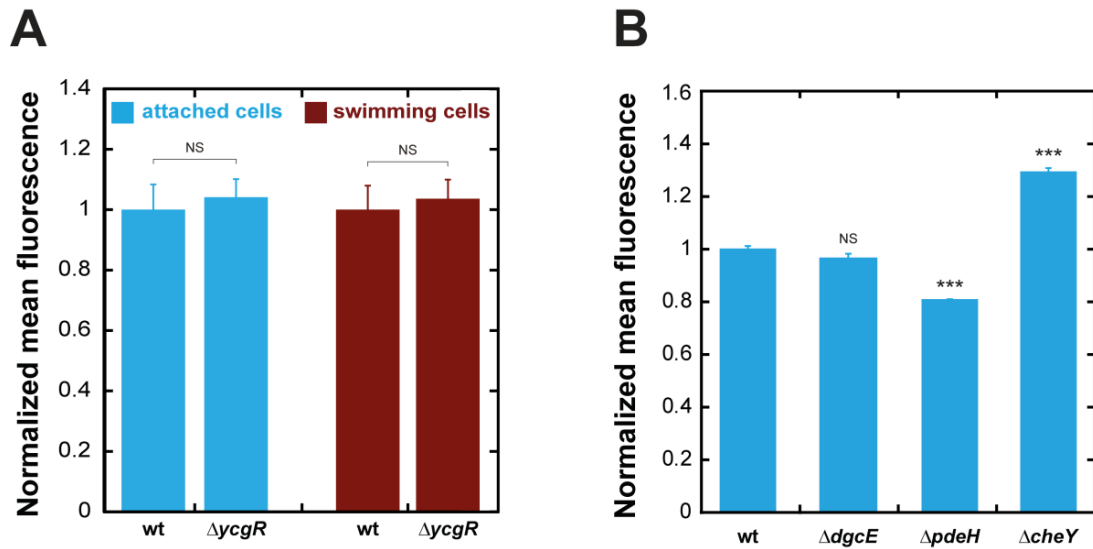 A
Normalized mean fluorescence
1.4
1.2
1
0.8
0.6
0.4
0.2
0
attached cells
swimming cells
NS
NS
wt
ΔycgR
wt
ΔycgR
B
Normalized mean fluorescence
1.6
1.4
1.2
1
0.8
0.6
0.4
0.2
0
NS
***
***
wt
ΔdgcE
ΔpdeH
ΔcheY